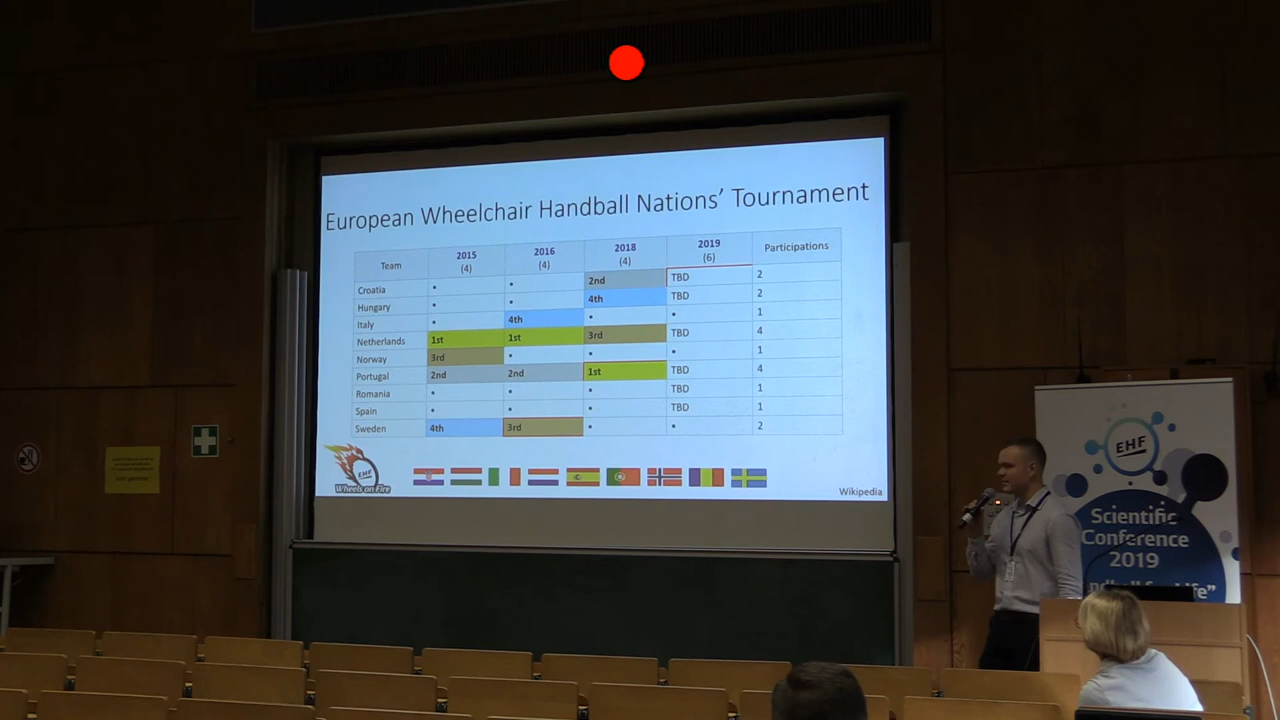 European Wheelchair Handball Nations' Tournament
Team 2015 (4) 2016 (4) 2018 (4) 2019 (6) Participations
Croatia • • 2nd TBD 2
Hungary • • 4th TBD 2
Italy • 4th • • 1
Netherlands 1st 1st 3rd TBD 4
Norway 3rd • • • 1
Portugal 2nd 2nd 1st TBD 4
Romania • • • TBD 1
Spain • • • TBD 1
Sweden 4th 3rd • • 2
EHF
Wheels on Fire
Wikipedia
EHF
Scientific
Conference
2019